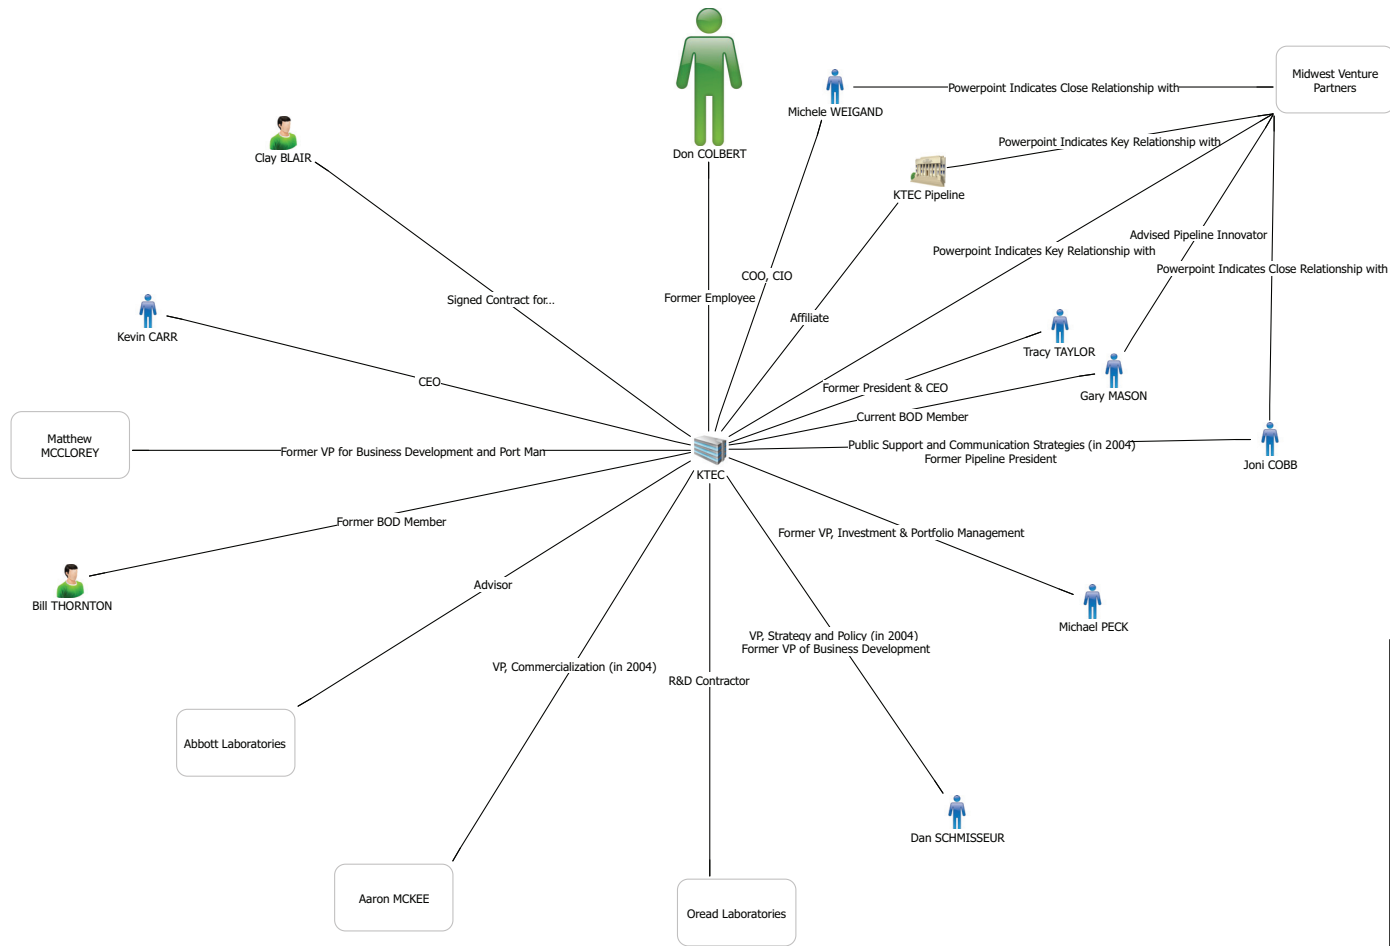 Midwest Venture
Partners
Powerpoint Indicates Close Relationship with
Michele WEIGAND
Clay BLAIR
Don COLBERT
Powerpoint Indicates Key Relationship with
KTEC Pipeline
Advised Pipeline Innovator
Powerpoint Indicates Key Relationship with
Powerpoint Indicates Close Relationship with
COO, CIO
Signed Contract for...
Former Employee
Affiliate
Kevin CARR
Tracy TAYLOR
CEO
Former President & CEO
Gary MASON
Current BOD Member
Matthew
MCCLOREY
Former VP for Business Development and Port Man
Public Support and Communication Strategies (in 2004)
Former Pipeline President
Joni COBB
KTEC
Former BOD Member
Former VP, Investment & Portfolio Management
Advisor
Bill THORNTON
Michael PECK
VP, Strategy and Policy (in 2004)
Former VP of Business Development
VP, Commercialization (in 2004)
R&D Contractor
Abbott Laboratories
Dan SCHMISSEUR
Aaron MCKEE
Oread Laboratories